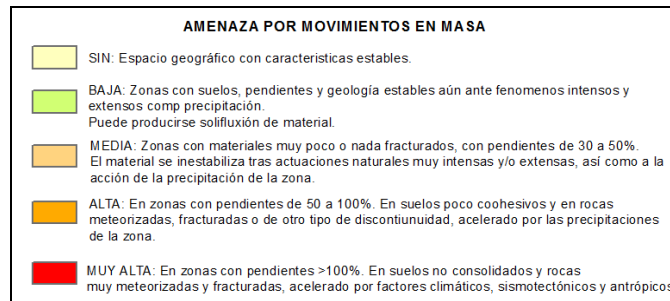 AMENAZA POR MOVIMIENTOS EN MASA
SIN: Espacio geográfico con caracteristicas estables.
BAJA: Zonas con suelos, pendientes y geología estables aún ante fenomenos intensos y
extensos comp precipitación.
Puede producirse solifluxión de material.
MEDIA: Zonas con materiales muy poco o nada fracturados, con pendientes de 30 a 50%.
El material se inestabiliza tras actuaciones naturales muy intensas y/o extensas, así como a la
acción de la precipitación de la zona.
ALTA: En zonas con pendientes de 50 a 100%. En suelos poco coohesivos y en rocas
meteorizadas, fracturadas o de otro tipo de discontiunuidad, acelerado por las precipitaciones
de la zona.
MUY ALTA: En zonas con pendientes >100%. En suelos no consolidados y rocas
muy meteorizadas y fracturadas, acelerado por factores climáticos, sismotectónicos y antrópicos